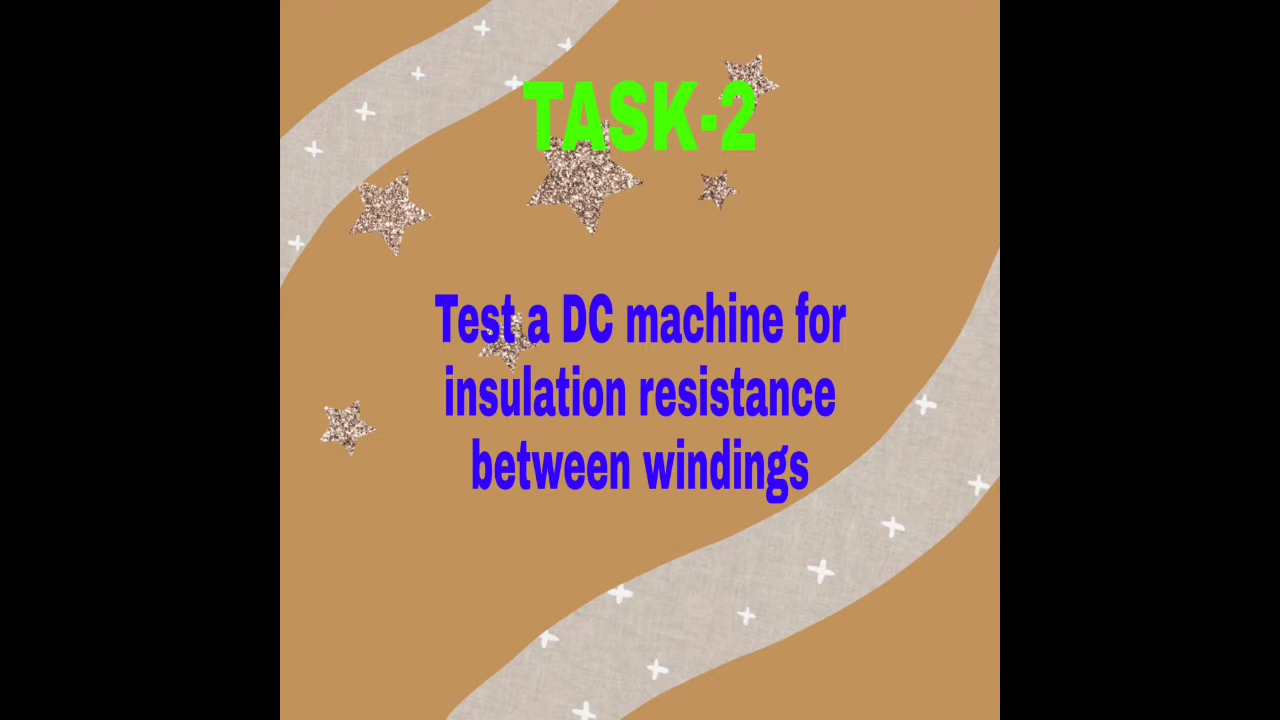 TASK-2
Test a DC machine for
insulation resistance
between windings